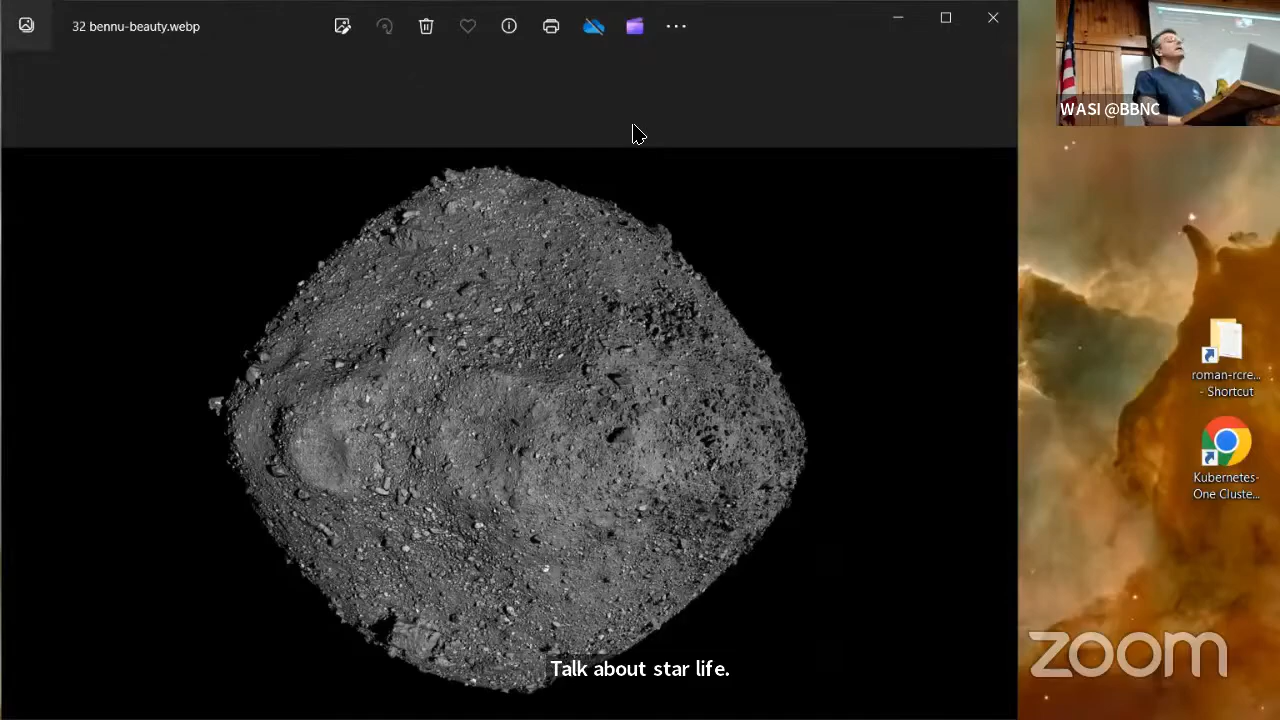 32 bennu-beauty.webp
WASI @BBNC
roman-rcre...
- Shortcut
Kubernetes-
One Cluste...
zoom
Talk about star life.